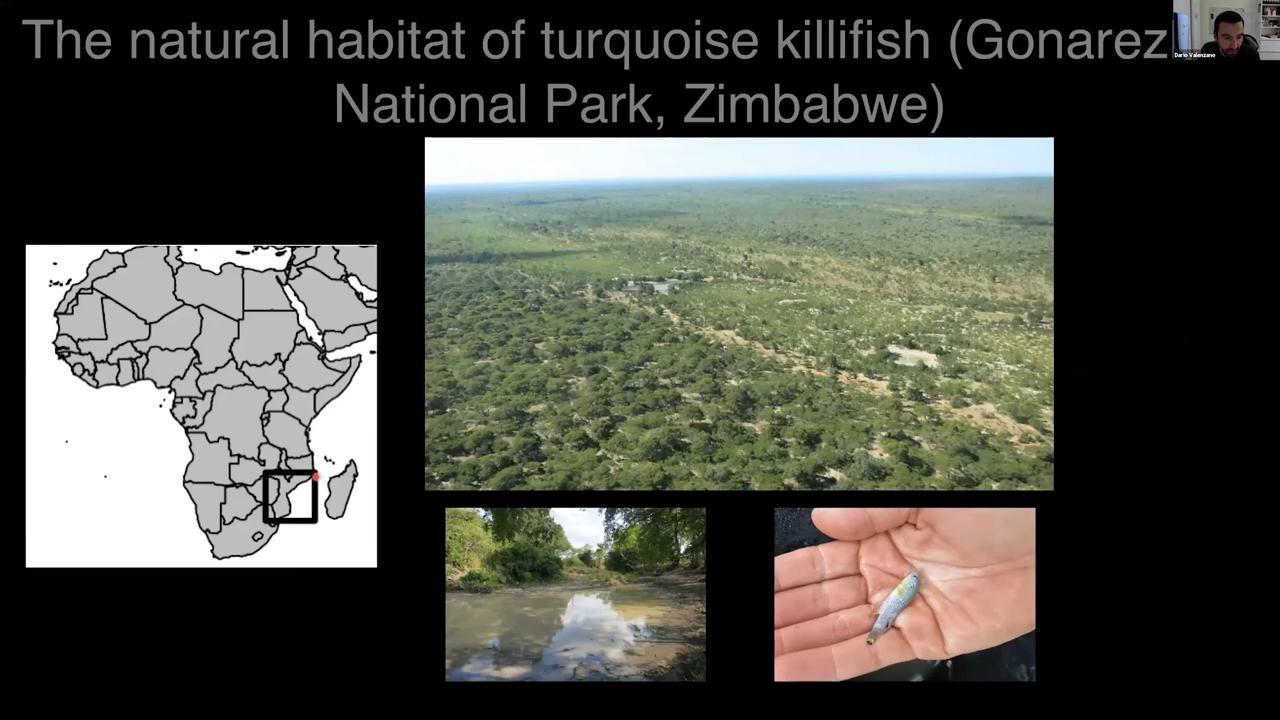 The natural habitat of turquoise killifish (Gonarez
National Park, Zimbabwe)
Dario Valenzano